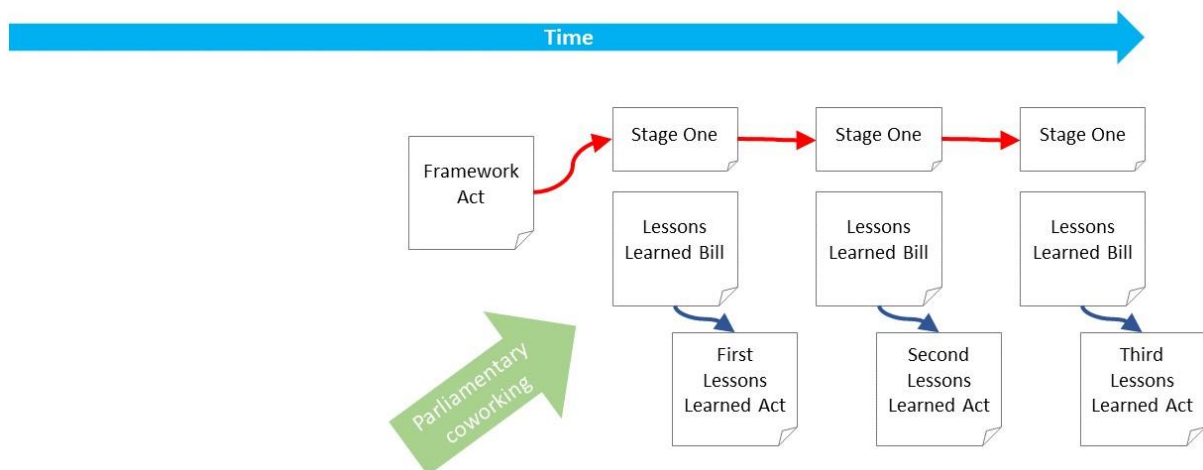 Time
Framework
Act
Stage One
Stage One
Stage One
Lessons
Learned Bill
Lessons
Learned Bill
Lessons
Learned Bill
Parliamentary
coworking
First
Lessons
Learned Act
Second
Lessons
Learned Act
Third
Lessons
Learned Act